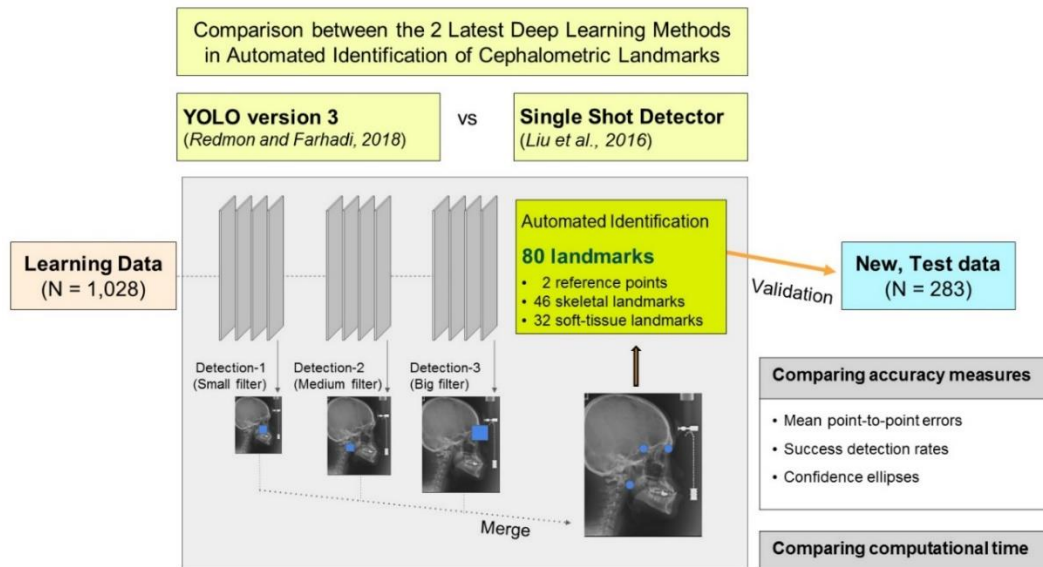 Comparison between the 2 Latest Deep Learning Methods
in Automated Identification of Cephalometric Landmarks
YOLO version 3
(Redmon and Farhadi, 2018)
vs
Single Shot Detector
(Liu et al., 2016)
Learning Data
(N = 1,028)
Automated Identification
80 landmarks
• 2 reference points
• 46 skeletal landmarks
• 32 soft-tissue landmarks
Validation
New, Test data
(N = 283)
Detection-1
(Small filter)
Detection-2
(Medium filter)
Detection-3
(Big filter)
Merge
Comparing accuracy measures
• Mean point-to-point errors
• Success detection rates
• Confidence ellipses
Comparing computational time